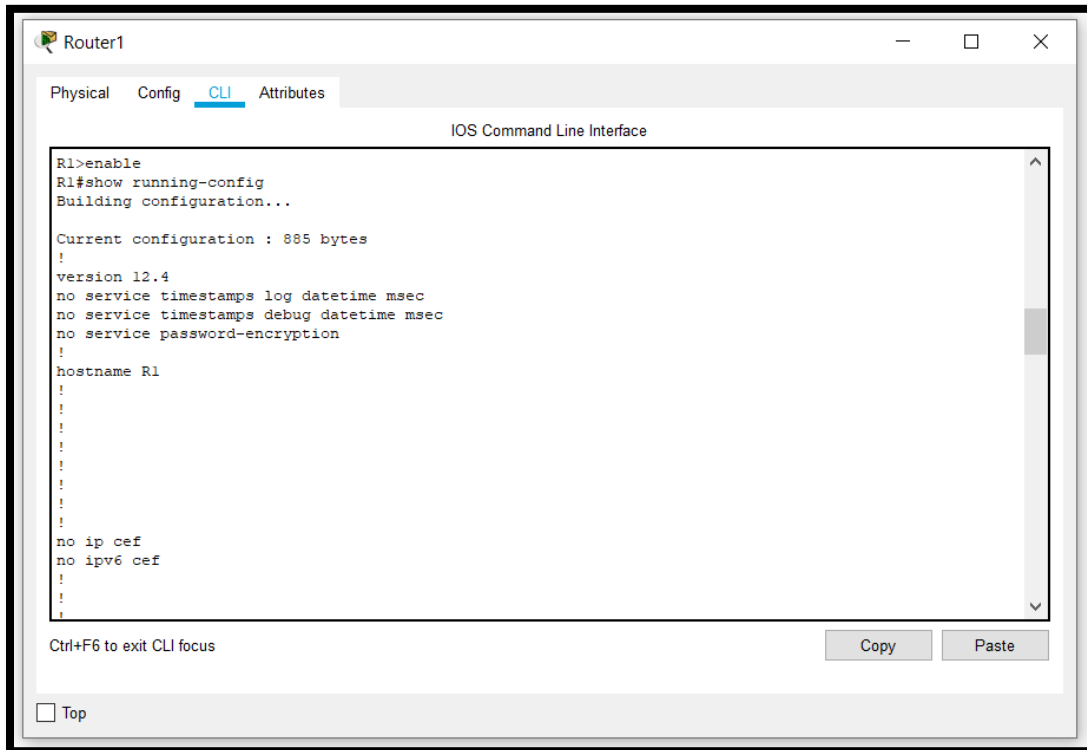 Router1
Physical Config CLI Attributes
IOS Command Line Interface
R1>enable
R1#show running-config
Building configuration...
Current configuration : 885 bytes
!
version 12.4
no service timestamps log datetime msec
no service timestamps debug datetime msec
no service password-encryption
!
hostname R1
!
!
!
!
!
!
!
!
no ip cef
no ipv6 cef
!
!
!
Ctrl+F6 to exit CLI focus
Copy Paste
Top